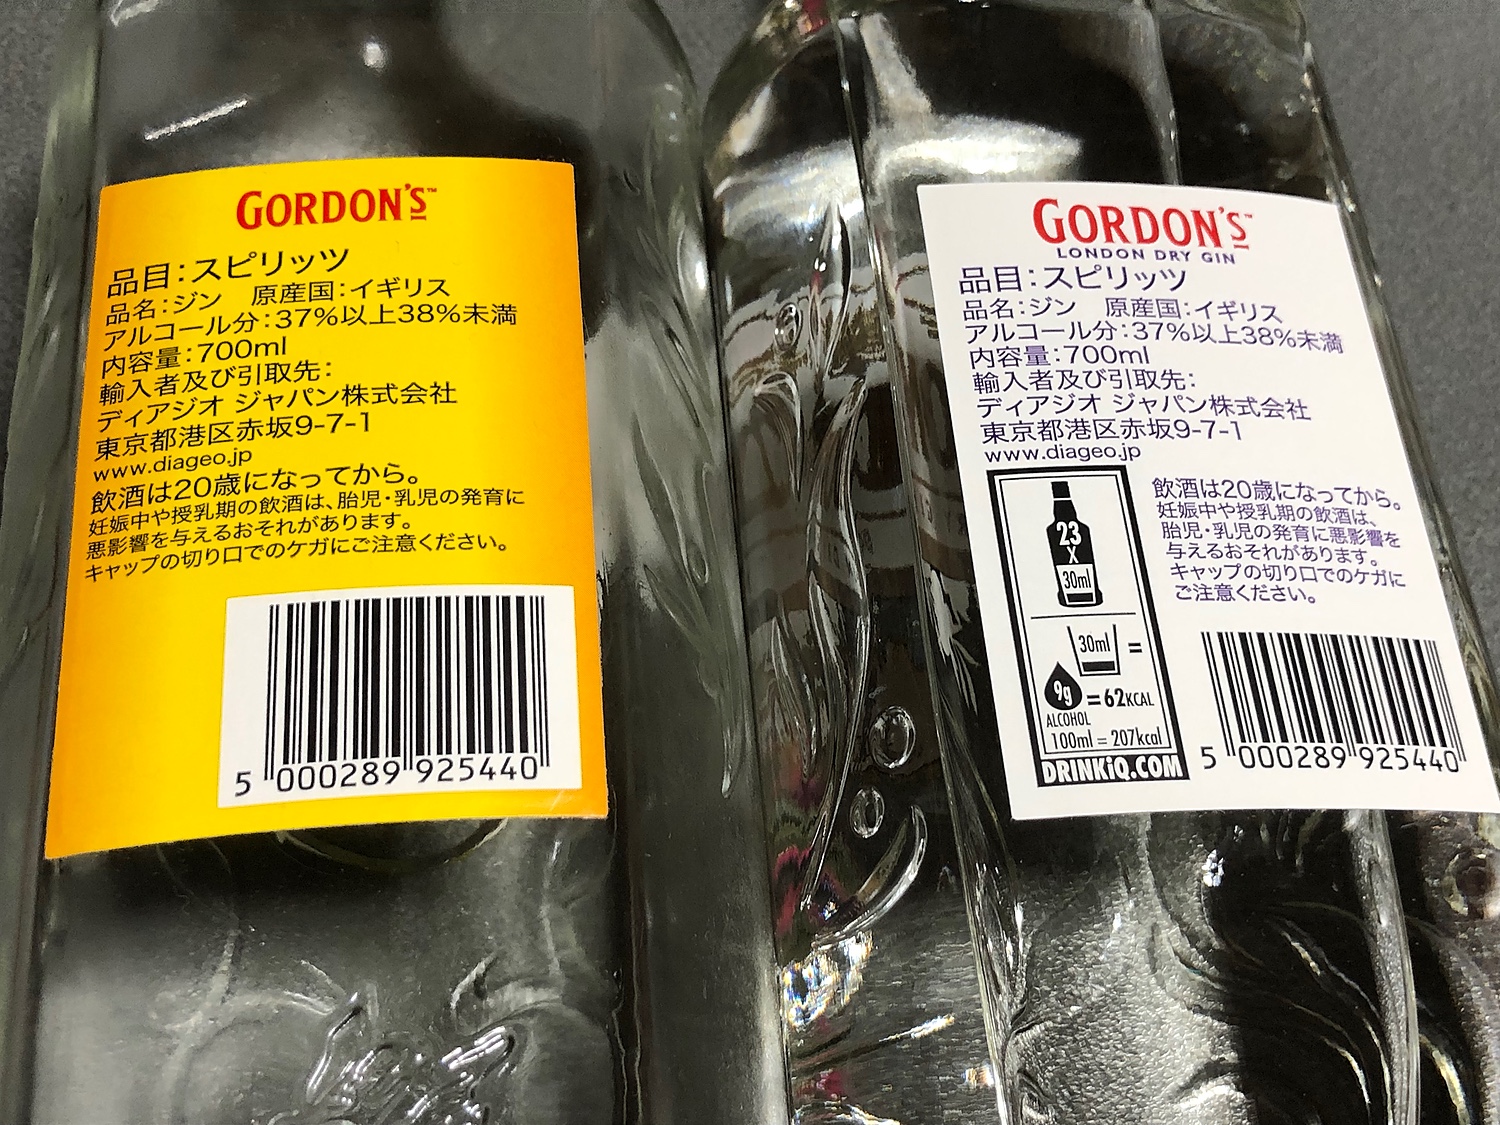 GORDON'S™
品目：スピリッツ
品名：ジン　原産国：イギリス
アルコール分：37%以上38%未満
内容量：700ml
輸入者及び引取先：
ディアジオ ジャパン株式会社
東京都港区赤坂9-7-1
www.diageo.jp
飲酒は20歳になってから。
妊娠中や授乳期の飲酒は、胎児・乳児の発育に
悪影響を与えるおそれがあります。
キャップの切り口でのケガにご注意ください。
5 000289 925440
GORDON'S™
LONDON DRY GIN
品目：スピリッツ
品名：ジン　原産国：イギリス
アルコール分：37%以上38%未満
内容量：700ml
輸入者及び引取先：
ディアジオ ジャパン株式会社
東京都港区赤坂9-7-1
www.diageo.jp
23
X
30ml
30ml =
9g =62KCAL
ALCOHOL
100ml = 207kcal
DRINKiQ.COM
飲酒は20歳になってから。
妊娠中や授乳期の飲酒は、
胎児・乳児の発育に悪影響を
与えるおそれがあります。
キャップの切り口でのケガに
ご注意ください。
5 000289 925440